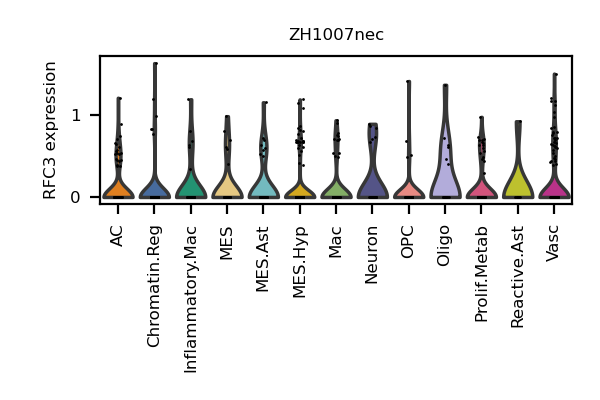 ZH1007nec
RFC3 expression
1
0
AC
Chromatin.Reg
Inflammatory.Mac
MES
MES.Ast
MES.Hyp
Mac
Neuron
OPC
Oligo
Prolif.Metab
Reactive.Ast
Vasc